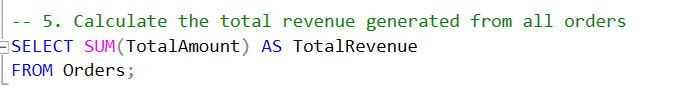 -- 5. Calculate the total revenue generated from all orders
SELECT SUM(TotalAmount) AS TotalRevenue
FROM Orders;